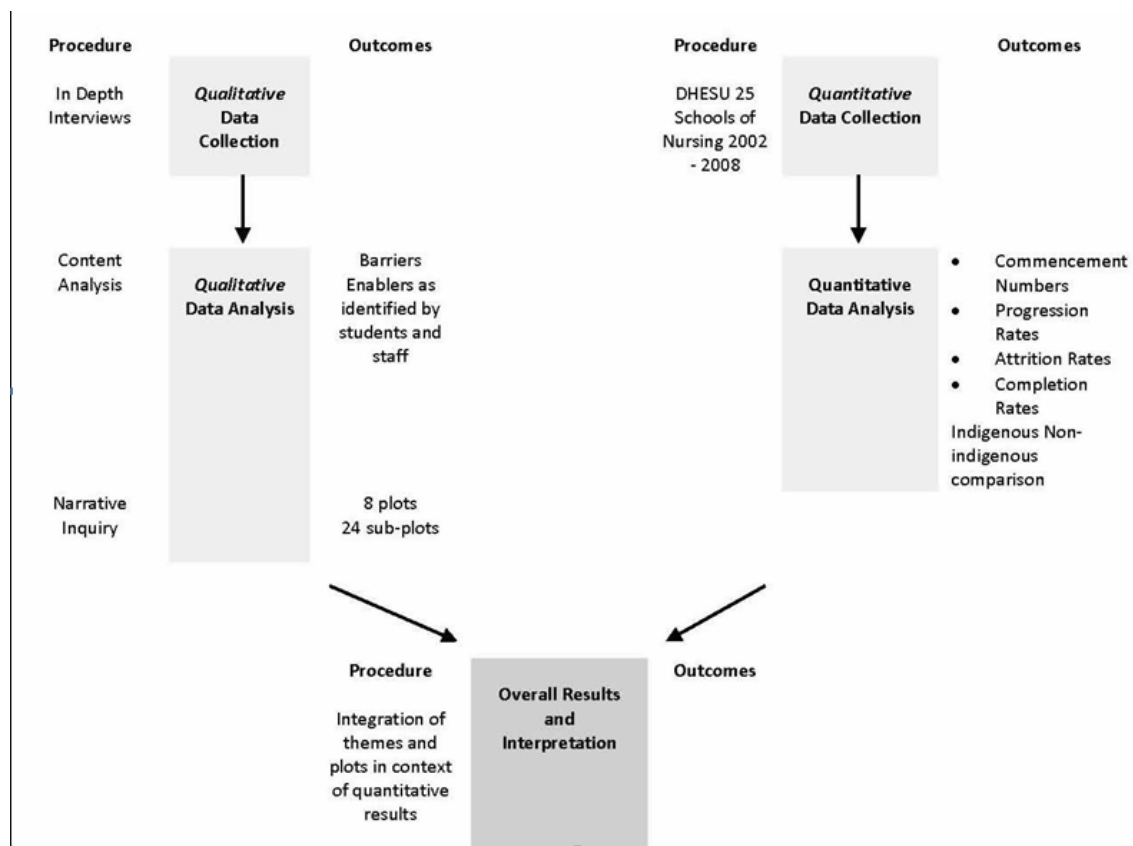 Procedure
Outcomes
In Depth
Interviews
Qualitative
Data
Collection
Content
Analysis
Qualitative
Data Analysis
Barriers
Enablers as
identified by
students and
staff
Narrative
Inquiry
8 plots
24 sub-plots
Procedure
Outcomes
DHESU 25
Schools of
Nursing 2002
- 2008
Quantitative
Data Collection
Quantitative
Data Analysis
• Commencement
Numbers
• Progression
Rates
• Attrition Rates
• Completion
Rates
Indigenous Non-
indigenous
comparison
Procedure
Integration of
themes and
plots in context
of quantitative
results
Overall Results
and
Interpretation
Outcomes